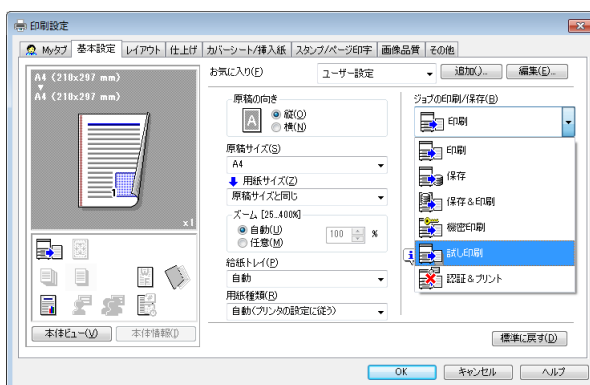 印刷設定
Myタブ 基本設定 レイアウト 仕上げ カバーシート/挿入紙 スタンプ/ページ印字 画像品質 その他
A4 (210x297 mm)
A4 (210x297 mm)
1
x1
本体ビュー(V) 本体情報(I)
お気に入り(F) ユーザー設定 追加()... 編集(E)...
原稿の向き
A
縦(O)
横(N)
原稿サイズ(S)
A4
用紙サイズ(Z)
原稿サイズと同じ
ズーム [25..400%]
自動(U)
任意(M)
100 %
給紙トレイ(P)
自動
用紙種類(R)
自動(プリンタの設定に従う)
ジョブの印刷/保存(B)
印刷
印刷
保存
保存 & 印刷
機密印刷
試し印刷
認証 & プリント
標準に戻す(D)
OK キャンセル ヘルプ